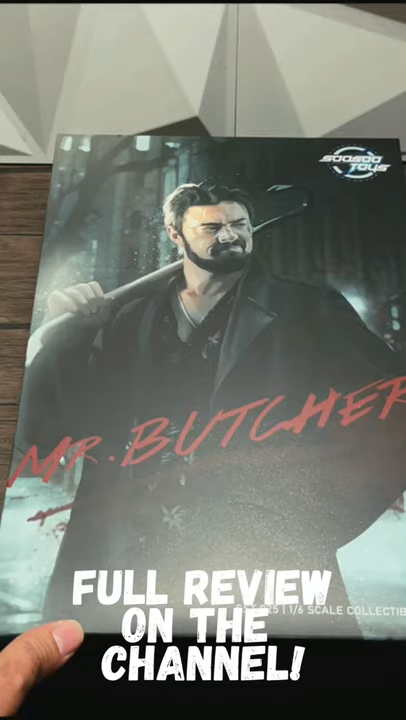 SOOSOO
TOYS
MR. BUTCHER
1/6 SCALE COLLECTIB
FULL REVIEW
ON THE
CHANNEL!